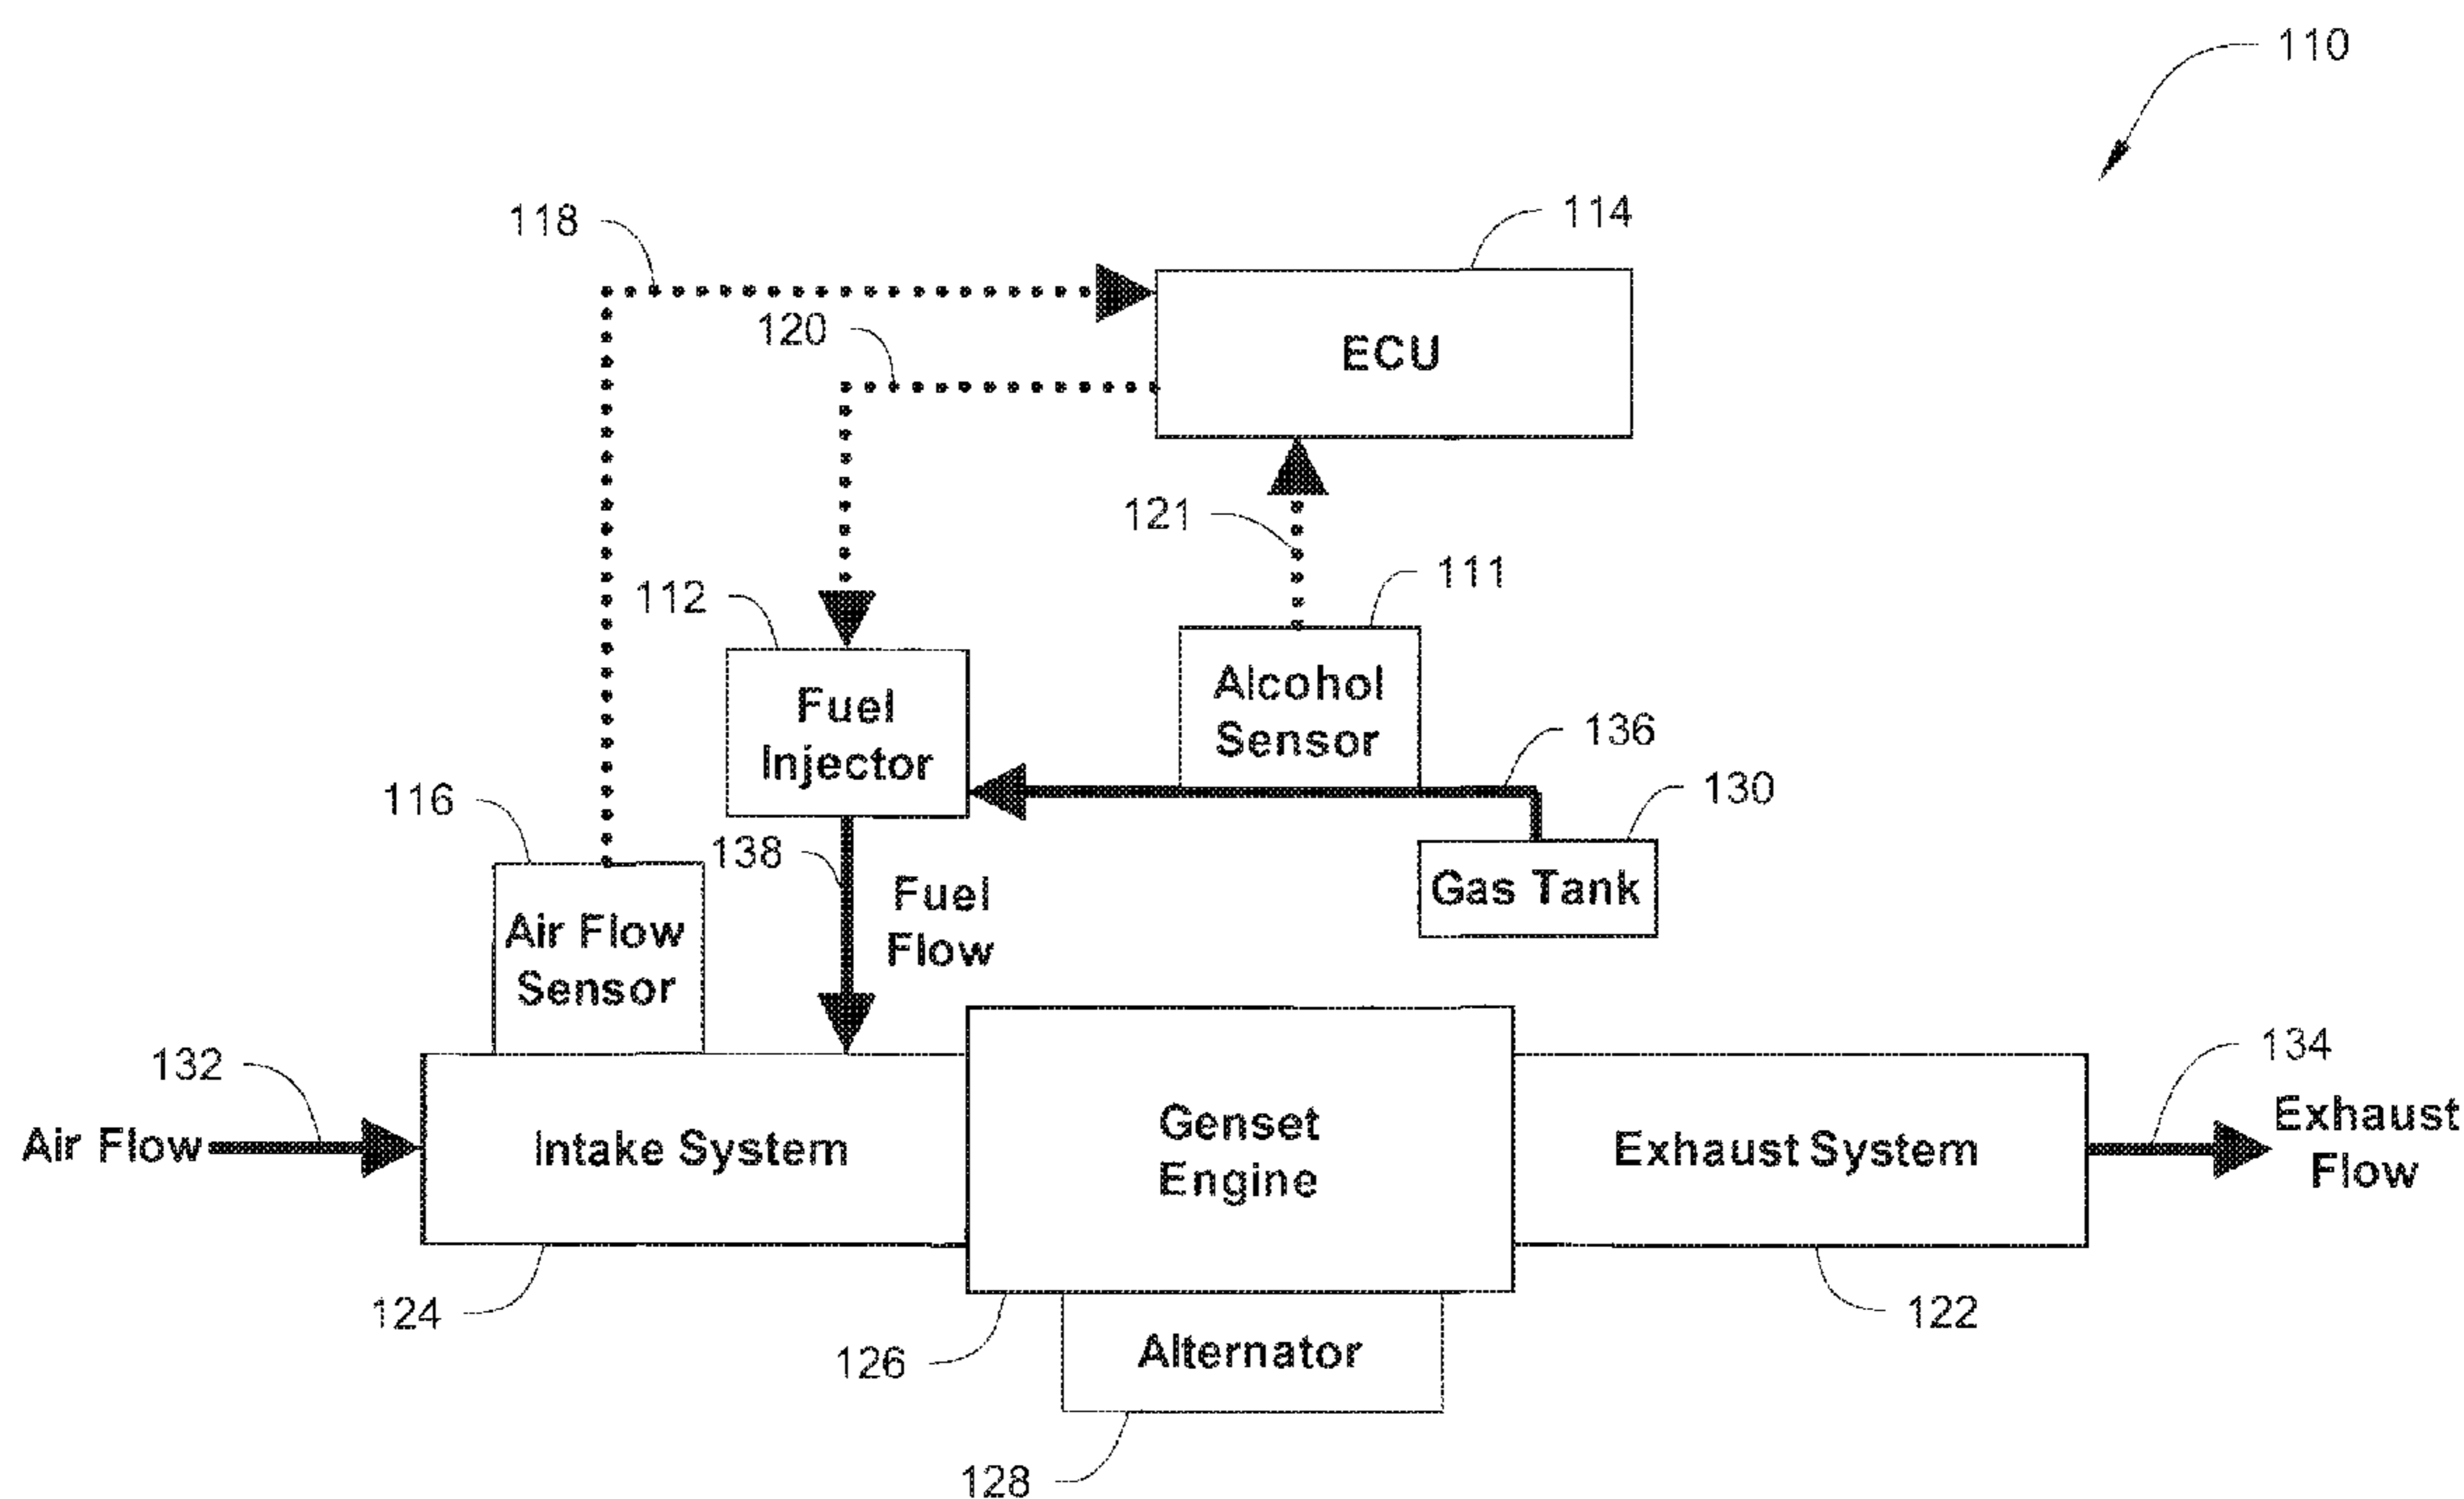 110
118
114
120
ECU
121
111
112
Alcohol
Sensor
Fuel
Injector
136
116
130
138
Gas Tank
Fuel
Flow
Air Flow
Sensor
132
134
Air Flow
Intake System
Genset
Engine
Exhaust System
Exhaust
Flow
124
122
126
Alternator
128